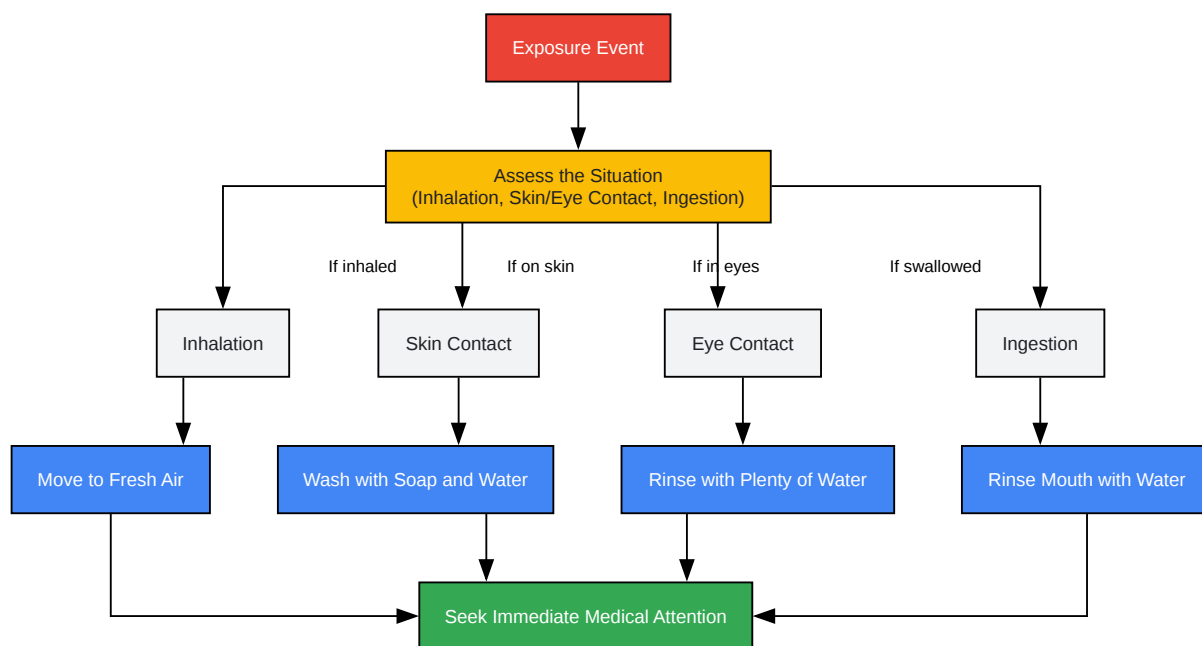 Exposure Event
Assess the Situation
(Inhalation, Skin/Eye Contact, Ingestion)
If inhaled
If on skin
If in eyes
If swallowed
Inhalation
Skin Contact
Eye Contact
Ingestion
Move to Fresh Air
Wash with Soap and Water
Rinse with Plenty of Water
Rinse Mouth with Water
Seek Immediate Medical Attention